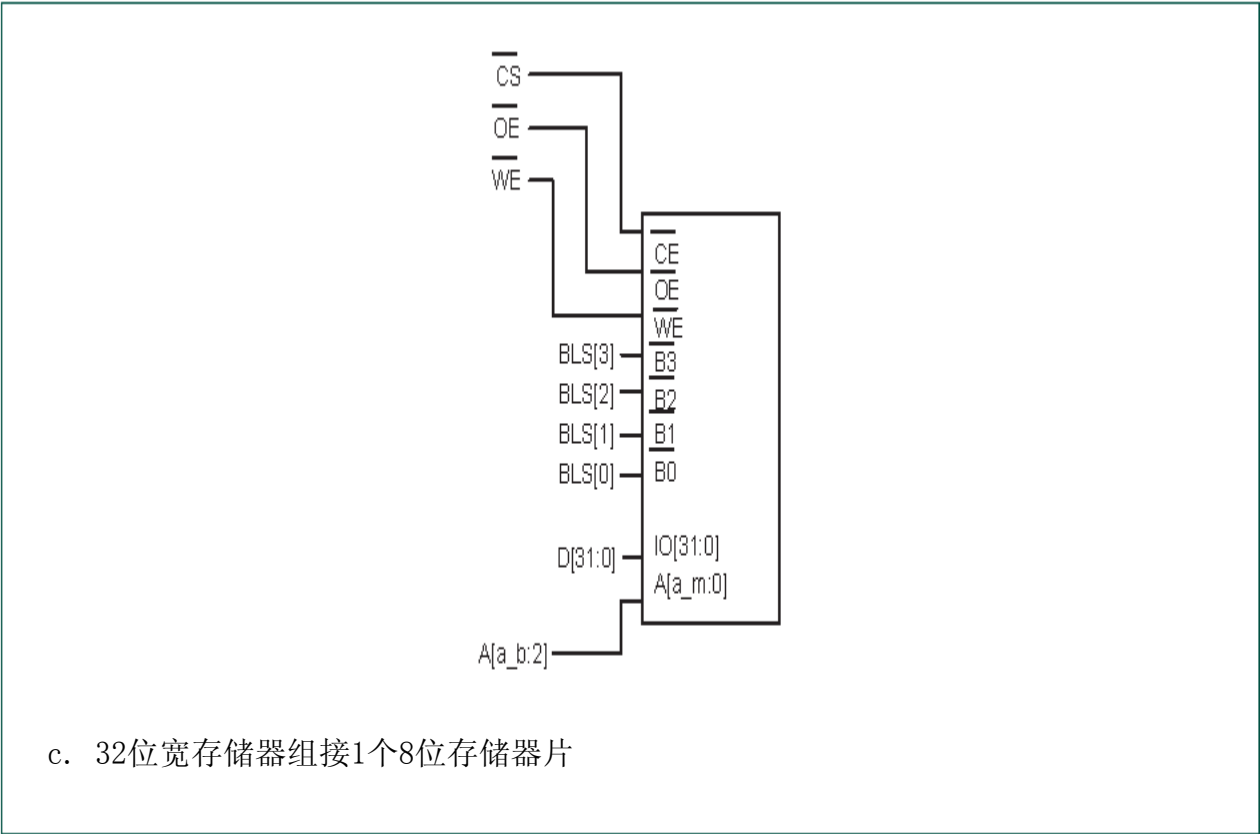 CS
OE
WE
CE
OE
WE
BLS[3] B3
BLS[2] B2
BLS[1] B1
BLS[0] B0
D[31:0] IO[31:0]
A[a_m:0]
A[a_b:2]
c. 32位宽存储器组接1个8位存储器片